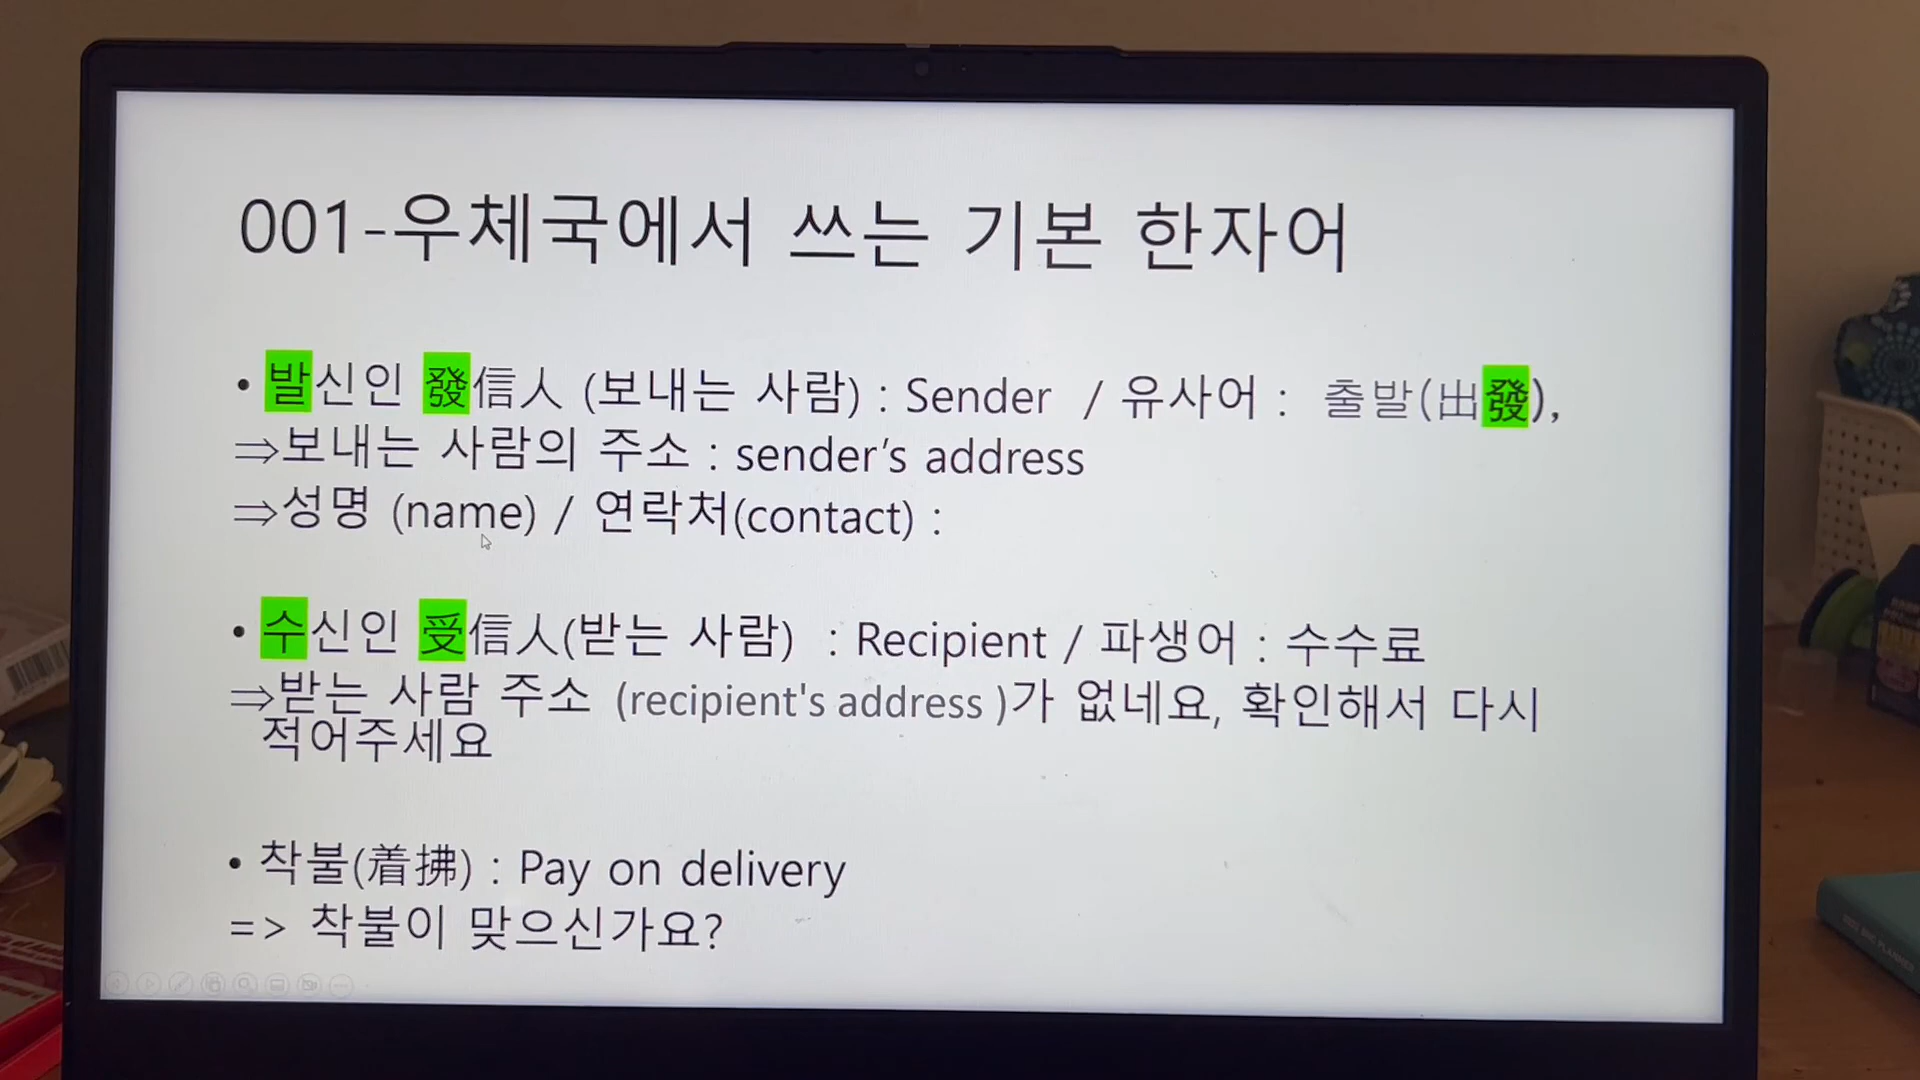 001-우체국에서 쓰는 기본 한자어
• 발신인 發信人 (보내는 사람) : Sender / 유사어 : 출발(出發),
⇒보내는 사람의 주소 : sender's address
⇒성명 (name) / 연락처(contact) :
• 수신인 受信人(받는 사람) : Recipient / 파생어 : 수수료
⇒받는 사람 주소 (recipient's address )가 없네요, 확인해서 다시
적어주세요
• 착불(着拂) : Pay on delivery
=> 착불이 맞으신가요?